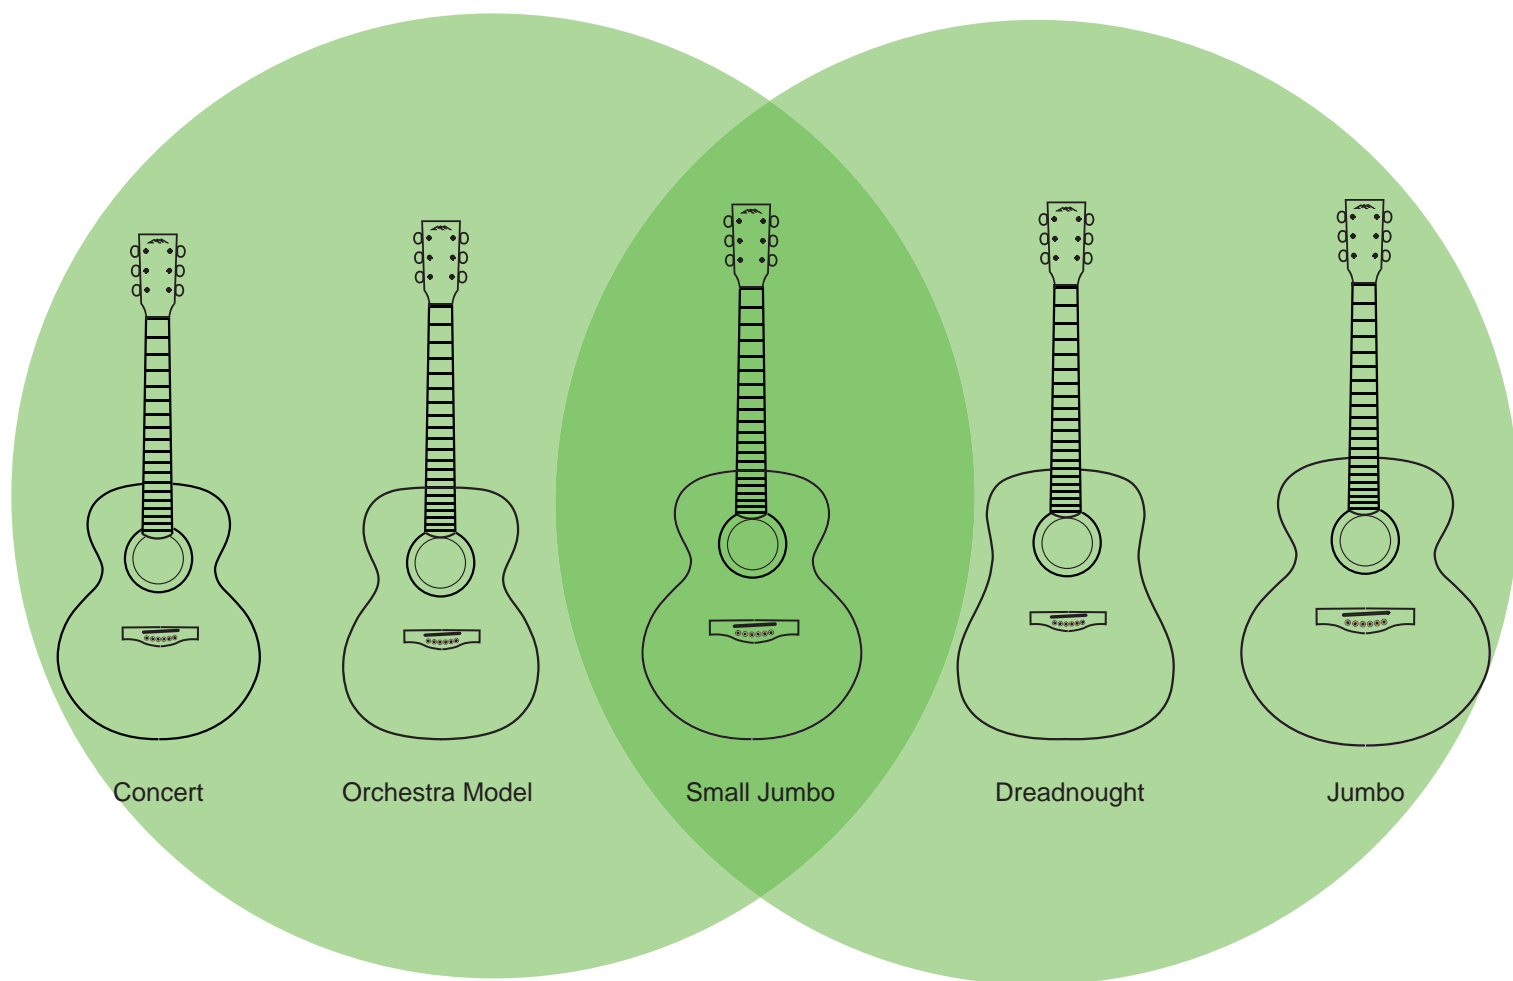 Concert
Orchestra Model
Small Jumbo
Dreadnought
Jumbo